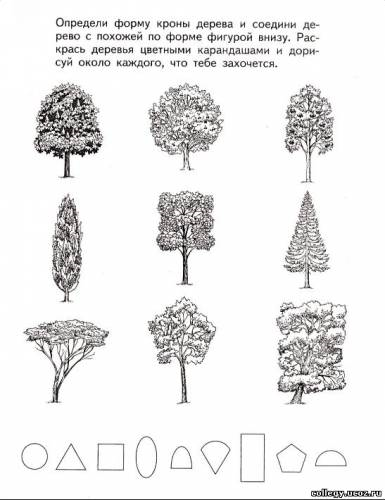 Определи форму кроны дерева и соедини де-
рево с похожей по форме фигурой внизу. Рас-
крась деревья цветными карандашами и дори-
суй около каждого, что тебе захочется.
collegy.ucoz.ru